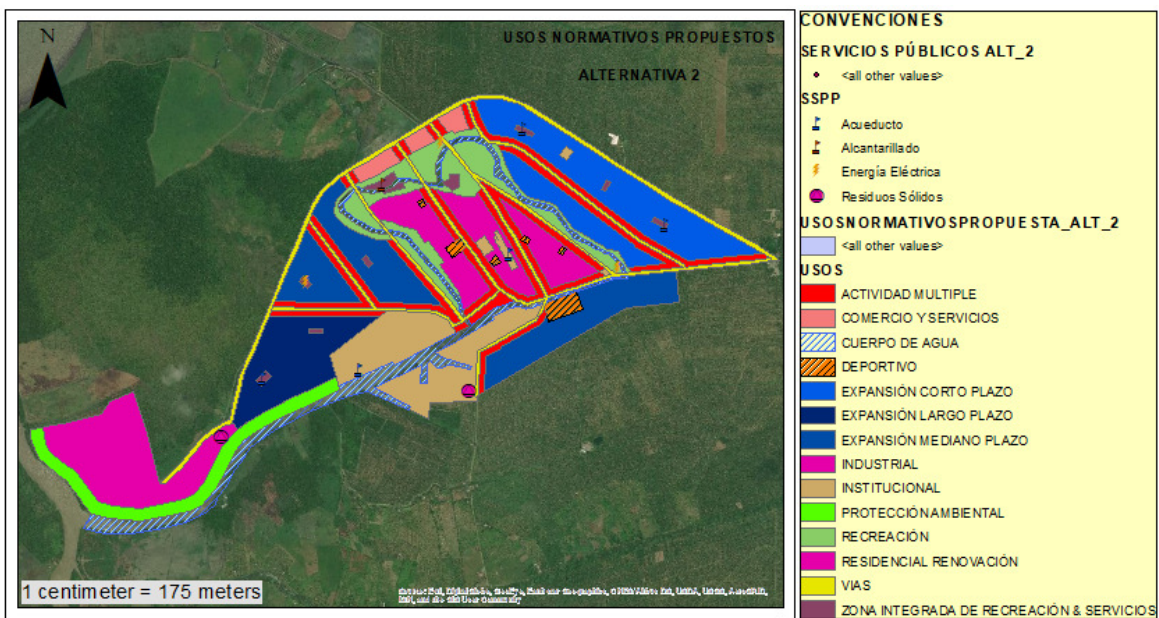 N
USOS NORMATIVOS PROPUESTOS
ALTERNATIVA 2
1 centimeter = 175 meters
CONVENCIONES
SERVICIOS PÚBLICOS ALT_2
<all other values>
SSPP
Acueducto
Alcantarillado
Energía Eléctrica
Residuos Sólidos
USOSNORMATIVOSPROPUESTA_ALT_2
<all other values>
USOS
ACTIVIDAD MULTIPLE
COMERCIO Y SERVICIOS
CUERPO DE AGUA
DEPORTIVO
EXPANSIÓN CORTO PLAZO
EXPANSIÓN LARGO PLAZO
EXPANSIÓN MEDIANO PLAZO
INDUSTRIAL
INSTITUCIONAL
PROTECCIÓN AMBIENTAL
RECREACIÓN
RESIDENCIAL RENOVACIÓN
VIAS
ZONA INTEGRADA DE RECREACIÓN & SERVICIOS